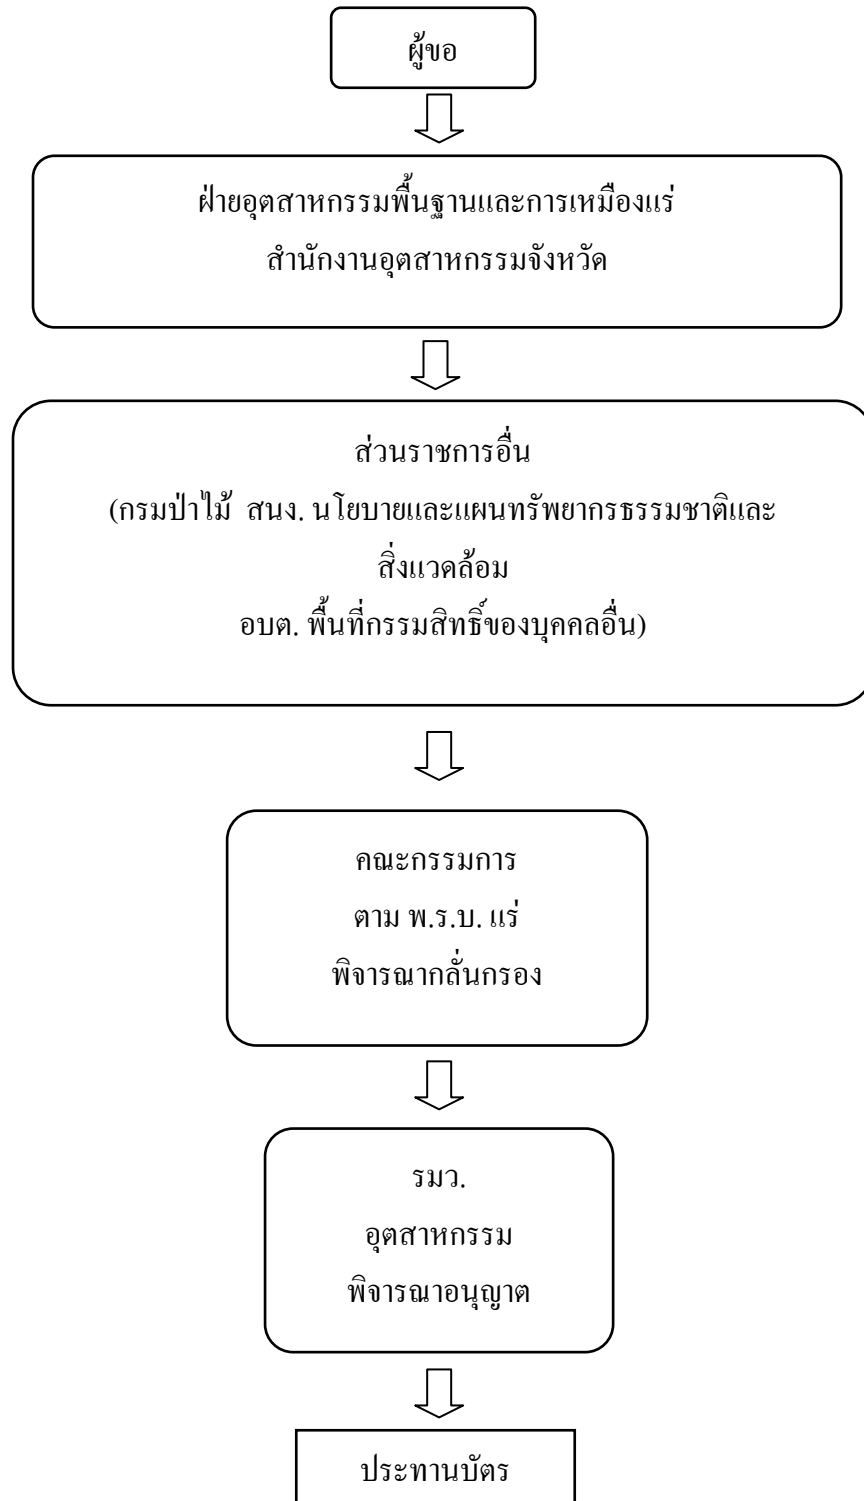 ผู้ขอ
ฝ่ายอุตสาหกรรมพื้นฐานและการเหมืองแร่
สำนักงานอุตสาหกรรมจังหวัด
ส่วนราชการอื่น
(กรมป่าไม้ สนง. นโยบายและแผนทรัพยากรธรรมชาติและ
สิ่งแวดล้อม
อบต. พื้นที่กรรมสิทธิ์ของบุคคลอื่น)
คณะกรรมการ
ตาม พ.ร.บ. แร่
พิจารณากลั่นกรอง
รมว.
อุตสาหกรรม
พิจารณาอนุญาต
ประทานบัตร